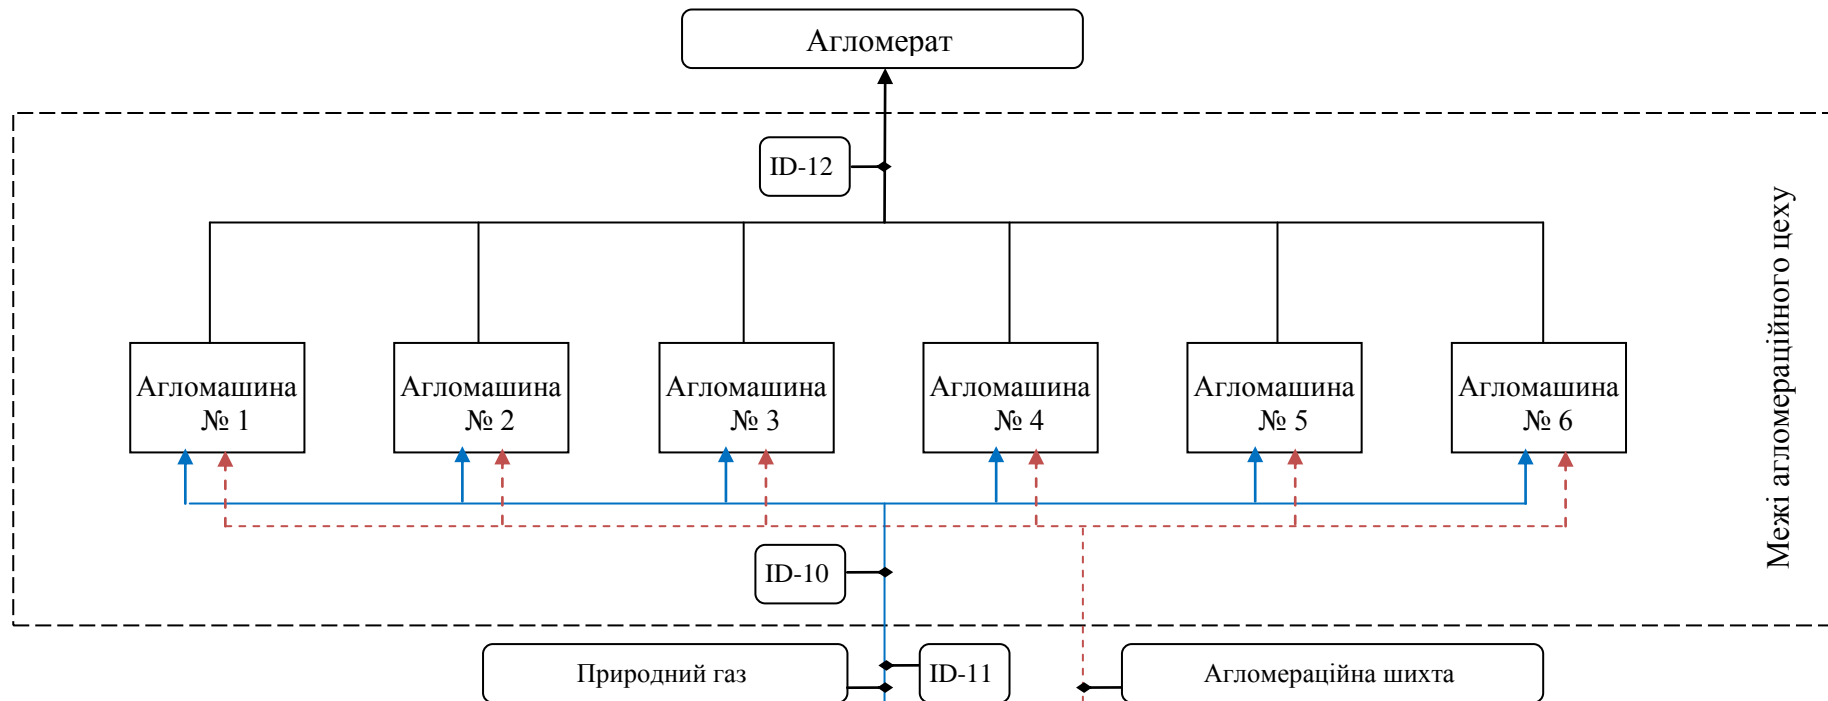 Агломерат
ID-12
Межі агломераційного цеху
Агломашина
№ 1
Агломашина
№ 2
Агломашина
№ 3
Агломашина
№ 4
Агломашина
№ 5
Агломашина
№ 6
ID-10
Природний газ
ID-11
Агломераційна шихта